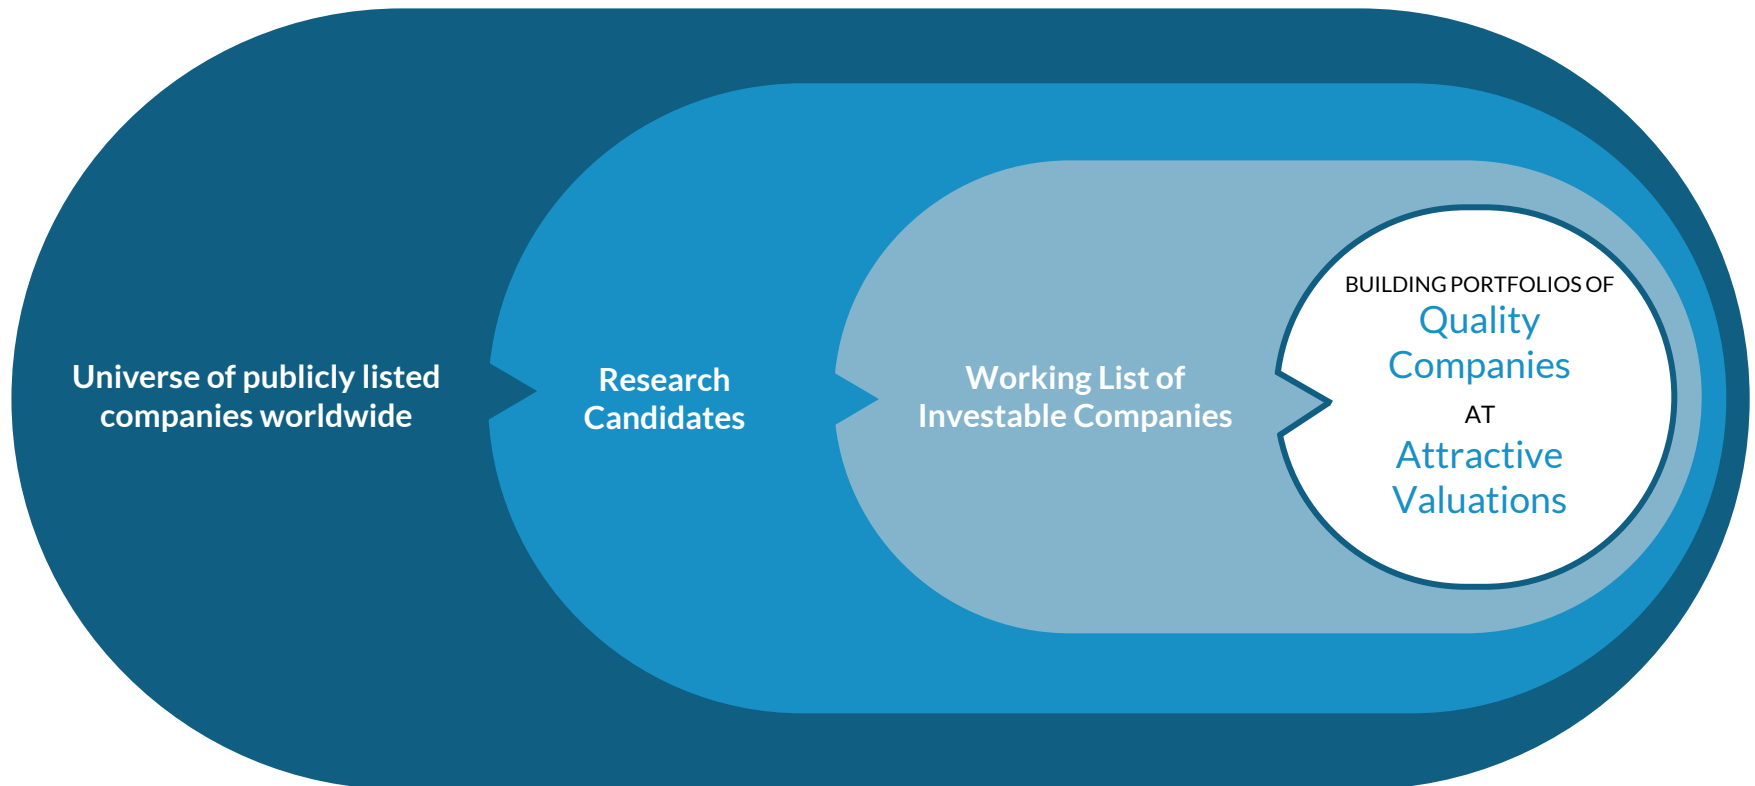 Universe of publicly listed
companies worldwide
Research
Candidates
Working List of
Investable Companies
BUILDING PORTFOLIOS OF
Quality
Companies
AT
Attractive
Valuations